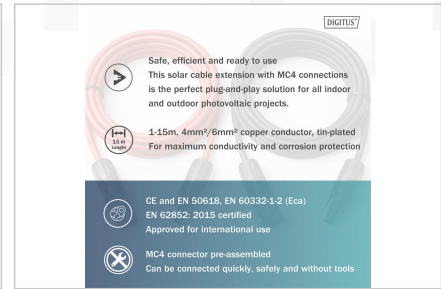 DIGITUS
Safe, efficient and ready to use
This solar cable extension with MC4 connections
is the perfect plug-and-play solution for all indoor
and outdoor photovoltaic projects.
15 m
Length
1-15m, 4mm²/6mm² copper conductor, tin-plated
For maximum conductivity and corrosion protection
CE and EN 50618, EN 60332-1-2 (Eca)
EN 62852: 2015 certified
Approved for international use
MC4 connector pre-assembled
Can be connected quickly, safely and without tools